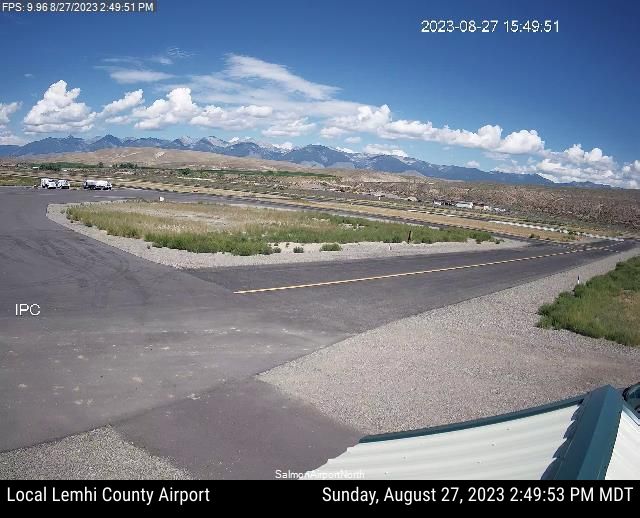 FPS: 9.96 8/27/2023 2:49:51 PM
2023-08-27 15:49:51
IPC
SalmonAirportNorth
Local Lemhi County Airport
Sunday, August 27, 2023 2:49:53 PM MDT